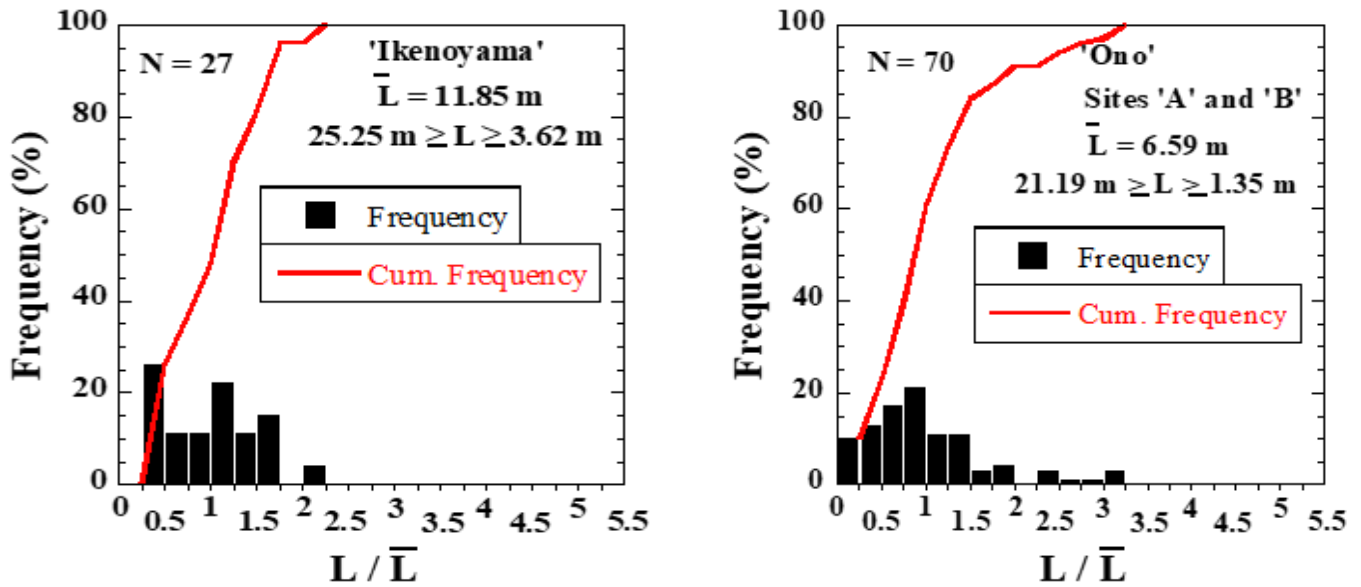 100
80
60
40
20
0
Frequency (%)
N = 27
'Ikenoyama'
L̅ = 11.85 m
25.25 m ≥ L ≥ 3.62 m
Frequency
Cum. Frequency
0 0.5 1 1.5 2 2.5 3 3.5 4 4.5 5 5.5
L / L̅
100
80
60
40
20
0
Frequency (%)
N = 70
'Ono'
Sites 'A' and 'B'
L̅ = 6.59 m
21.19 m ≥ L ≥ 1.35 m
Frequency
Cum. Frequency
0 0.5 1 1.5 2 2.5 3 3.5 4 4.5 5 5.5
L / L̅